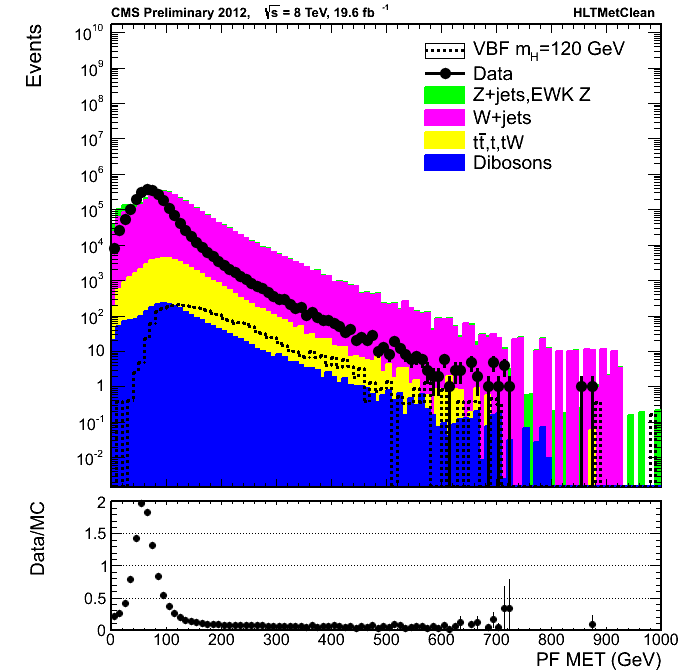 CMS Preliminary 2012, √s = 8 TeV, 19.6 fb⁻¹ HLTMetClean
Events
10¹⁰
10⁹
10⁸
10⁷
10⁶
10⁵
10⁴
10³
10²
10
1
10⁻¹
10⁻²
VBF m_H=120 GeV
Data
Z+jets,EWK Z
W+jets
tt̄,t,tW
Dibosons
Data/MC
2
1.5
1
0.5
0
0 100 200 300 400 500 600 700 800 900 1000
PF MET (GeV)